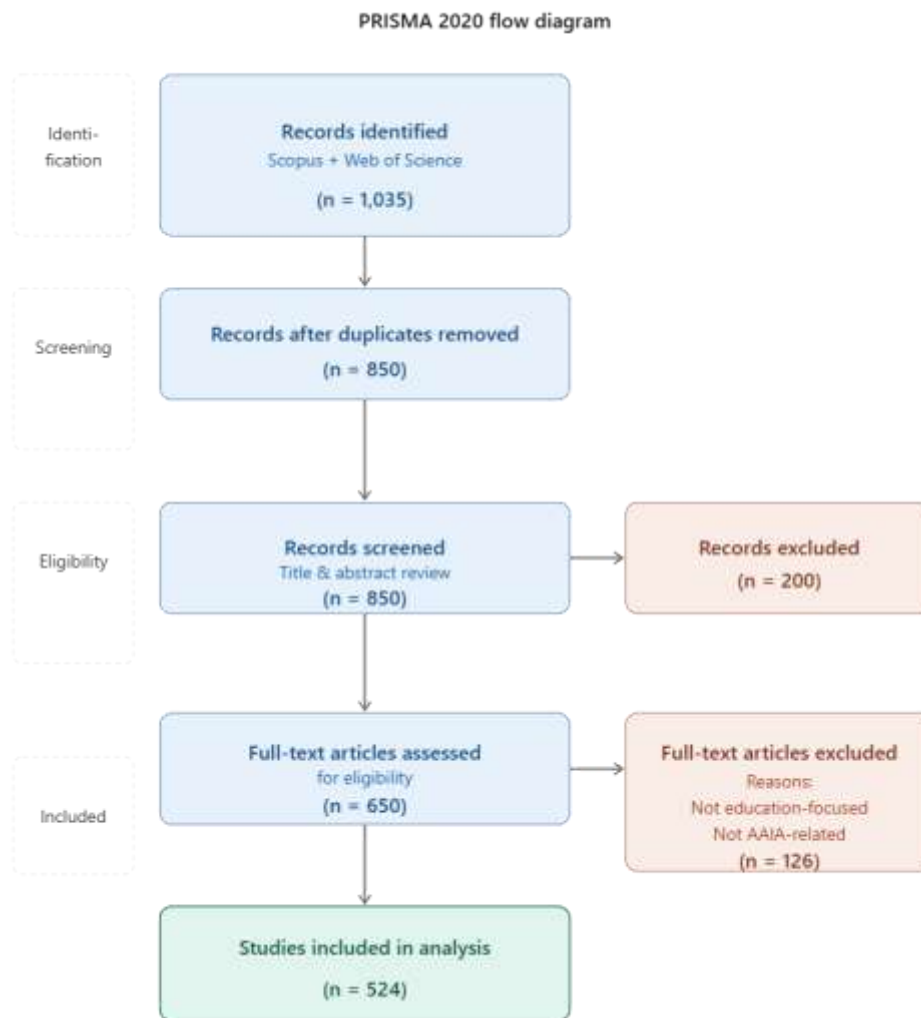 PRISMA 2020 flow diagram
Identi-
fication
Records identified
Scopus + Web of Science
(n = 1,035)
Screening
Records after duplicates removed
(n = 850)
Eligibility
Records screened
Title & abstract review
(n = 850)
Records excluded
(n = 200)
Included
Full-text articles assessed
for eligibility
(n = 650)
Full-text articles excluded
Reasons:
Not education-focused
Not AAIA-related
(n = 126)
Studies included in analysis
(n = 524)